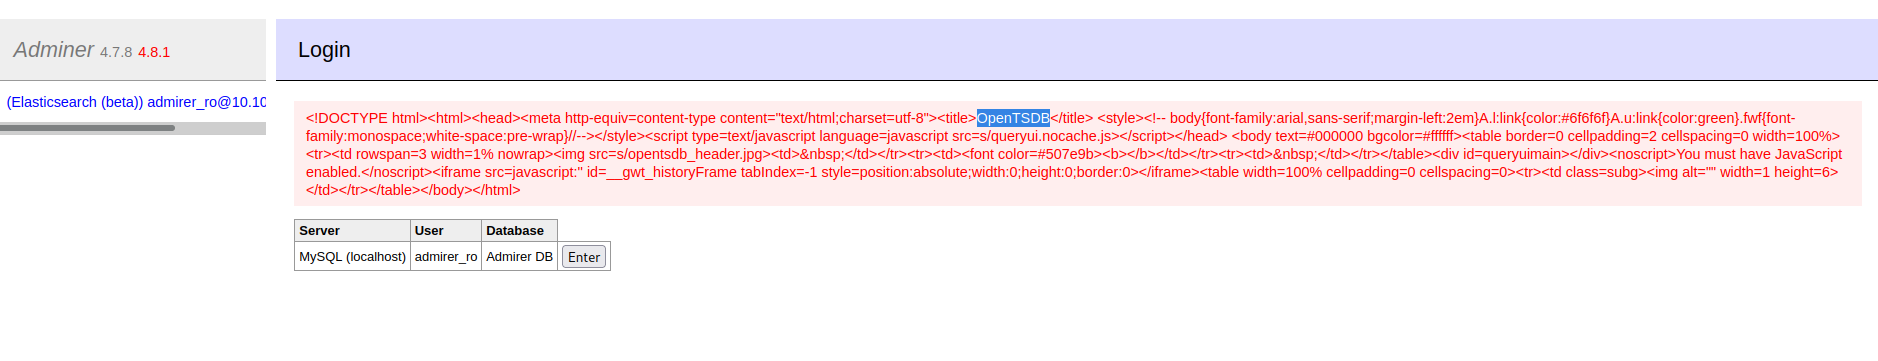 Adminer 4.7.8 4.8.1
Login
(Elasticsearch (beta)) admirer_ro@10.10
<!DOCTYPE html><html><head><meta http-equiv=content-type content="text/html;charset=utf-8"><title>OpenTSDB</title> <style><!-- body{font-family:arial,sans-serif;margin-left:2em}A.l:link{color:#6f6f6f}A.u:link{color:green}.fwf{font-
family:monospace;white-space:pre-wrap}//--></style><script type=text/javascript language=javascript src=s/queryui.nocache.js></script></head> <body text=#000000 bgcolor=#ffffff><table border=0 cellpadding=2 cellspacing=0 width=100%>
<tr><td rowspan=3 width=1% nowrap><img src=s/opentsdb_header.jpg><td>&nbsp;</td></tr><tr><td><font color=#507e9b><b></b></td></tr><tr><td>&nbsp;</td></tr></table><div id=queryuimain></div><noscript>You must have JavaScript
enabled.</noscript><iframe src=javascript:'' id=__gwt_historyFrame tabIndex=-1 style=position:absolute;width:0;height:0;border:0></iframe><table width=100% cellpadding=0 cellspacing=0><tr><td class=subg><img alt="" width=1 height=6>
</td></tr></table></body></html>
Server User Database
MySQL (localhost) admirer_ro Admirer DB Enter